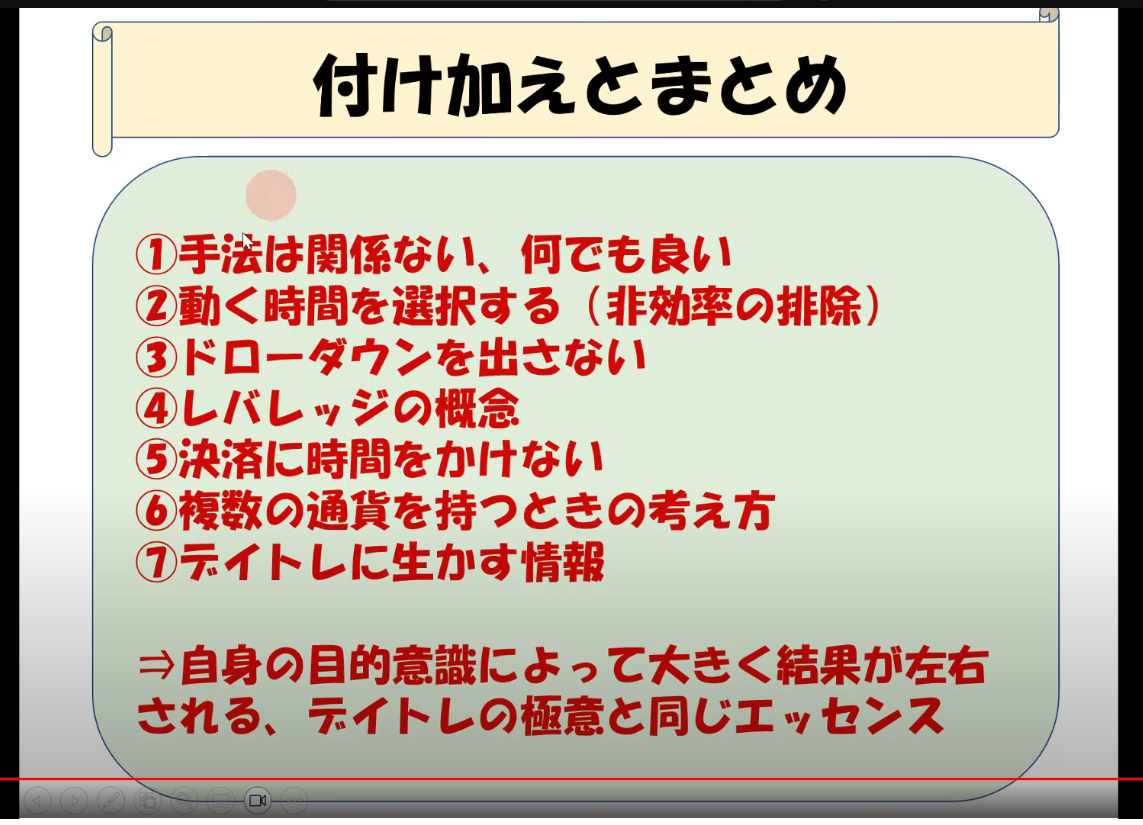 付け加えとまとめ
①手法は関係ない、何でも良い
②動く時間を選択する（非効率の排除）
③ドローダウンを出さない
④レバレッジの概念
⑤決済に時間をかけない
⑥複数の通貨を持つときの考え方
⑦デイトレに生かす情報
⇒自身の目的意識によって大きく結果が左右
される、デイトレの極意と同じエッセンス